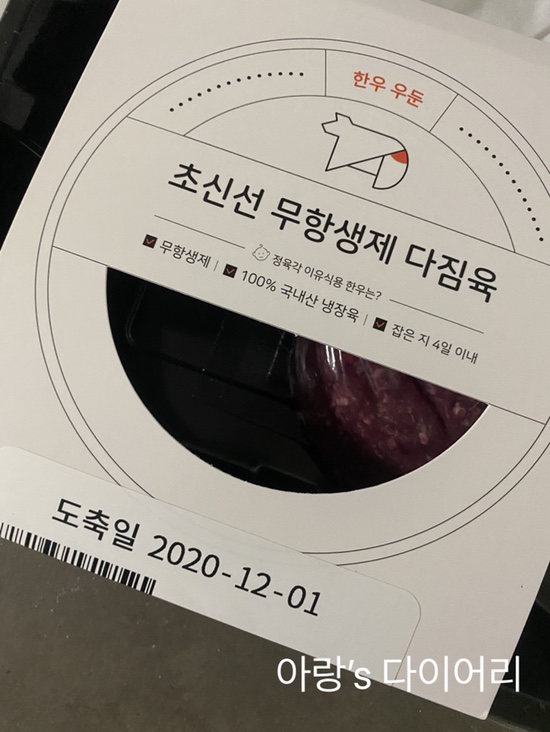 한우 우둔
초신선 무항생제 다짐육
정육각 이유식용 한우는?
무항생제 | 100% 국내산 냉장육 | 잡은 지 4일 이내
도축일 2020-12-01
아랑's 다이어리